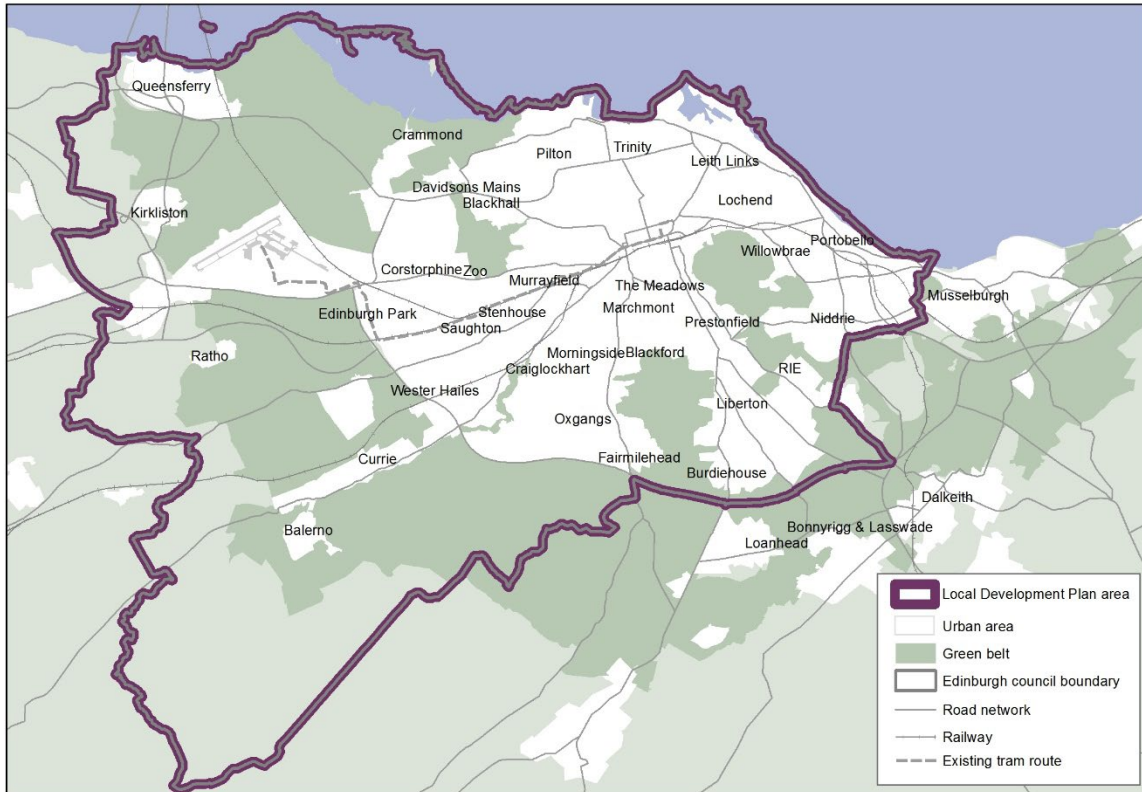 Queensferry
Crammond
Pilton
Trinity
Leith Links
Davidsons Mains
Blackhall
Lochend
Kirkliston
Portobello
Willowbrae
Corstorphine
Zoo
Murrayfield
The Meadows
Musselburgh
Edinburgh Park
Stenhouse
Marchmont
Saughton
Prestonfield
Niddrie
Ratho
Morningside
Blackford
Craiglockhart
RIE
Wester Hailes
Liberton
Oxgangs
Currie
Fairmilehead
Burdiehouse
Dalkeith
Balerno
Bonnyrigg & Lasswade
Loanhead
Local Development Plan area
Urban area
Green belt
Edinburgh council boundary
Road network
Railway
Existing tram route